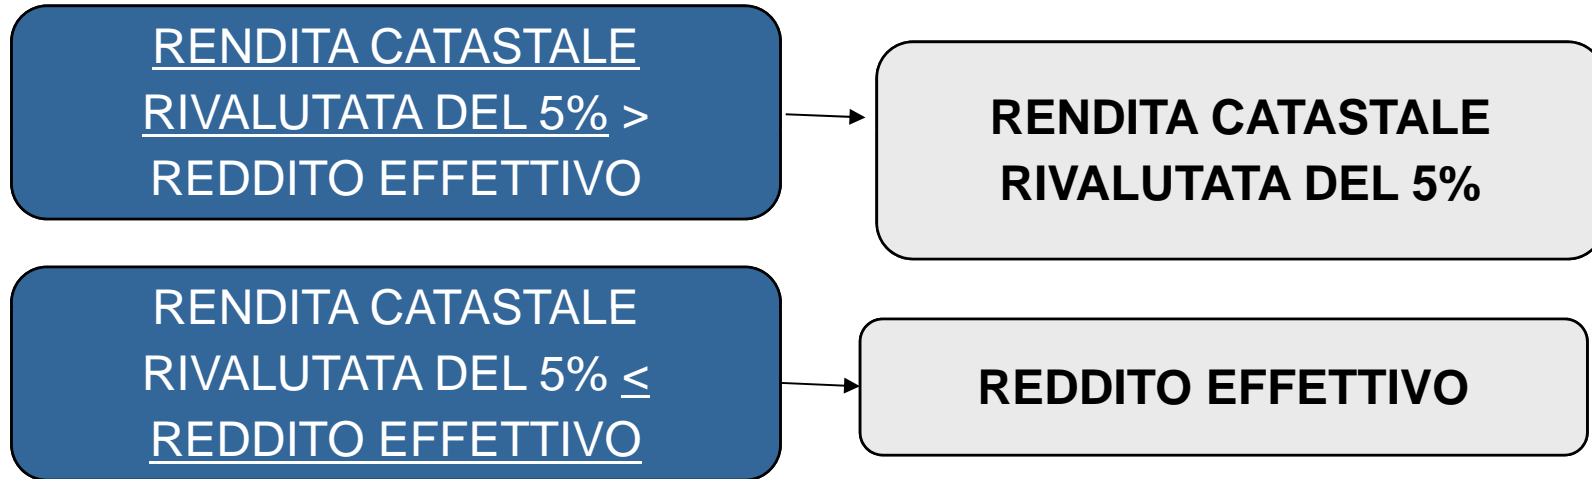 RENDITA CATASTALE
RIVALUTATA DEL 5% >
REDDITO EFFETTIVO
RENDITA CATASTALE
RIVALUTATA DEL 5%
RENDITA CATASTALE
RIVALUTATA DEL 5% <
REDDITO EFFETTIVO
REDDITO EFFETTIVO